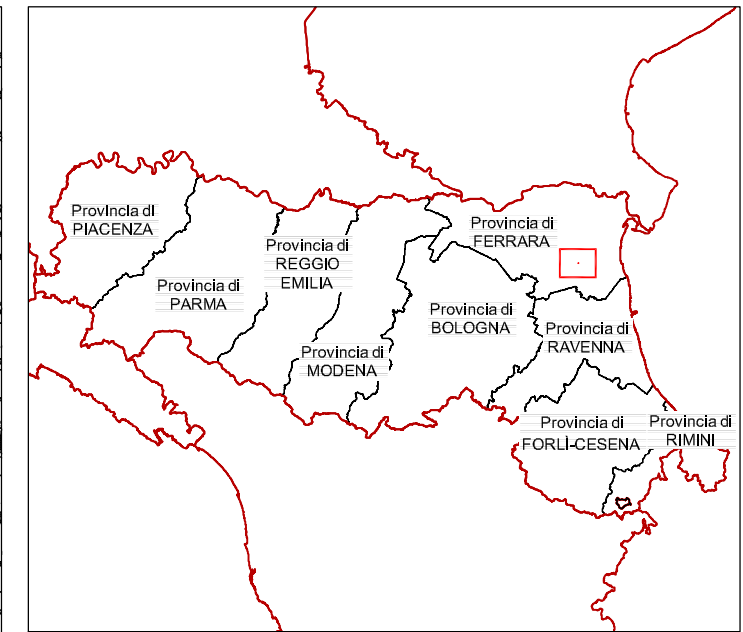 Provincia di
PIACENZA
Provincia di
PARMA
Provincia di
REGGIO
EMILIA
Provincia di
MODENA
Provincia di
BOLOGNA
Provincia di
FERRARA
Provincia di
RAVENNA
Provincia di
FORLÌ-CESENA
Provincia di
RIMINI